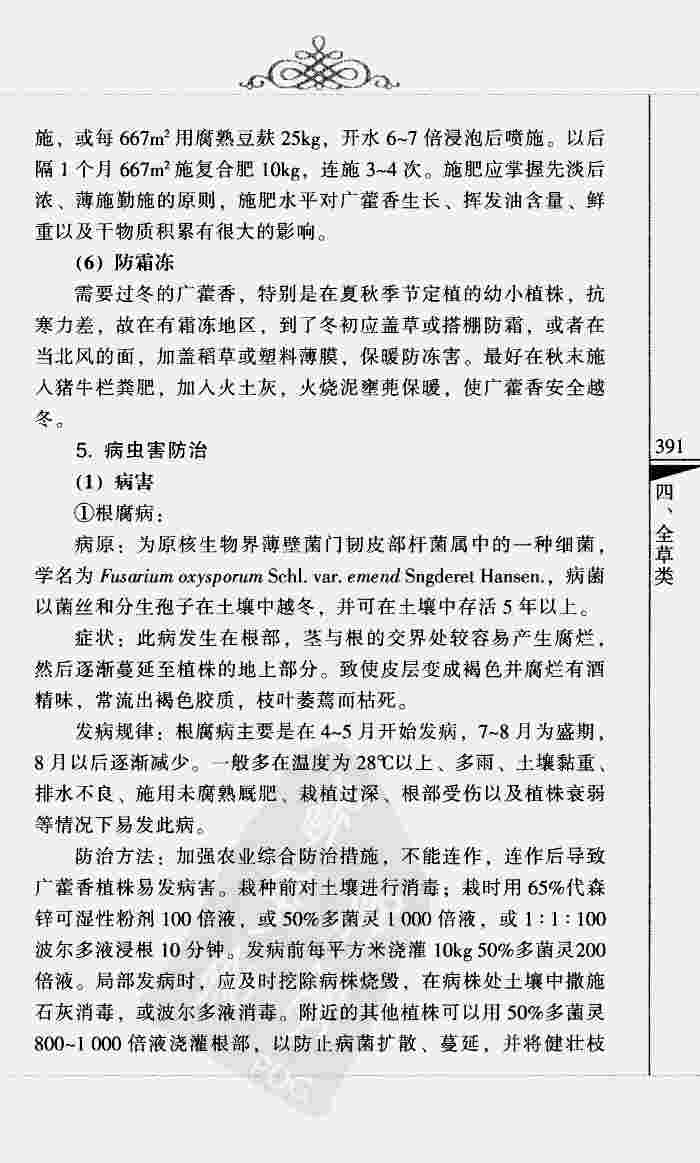 施，或每 667m² 用腐熟豆麸 25kg，开水 6~7 倍浸泡后喷施。以后
隔 1 个月 667m² 施复合肥 10kg，连施 3~4 次。施肥应掌握先淡后
浓、薄施勤施的原则，施肥水平对广藿香生长、挥发油含量、鲜
重以及干物质积累有很大的影响。
(6) 防霜冻
需要过冬的广藿香，特别是在夏秋季节定植的幼小植株，抗
寒力差，故在有霜冻地区，到了冬初应盖草或搭棚防霜，或者在
当北风的面，加盖稻草或塑料薄膜，保暖防冻害。最好在秋末施
入猪牛栏粪肥，加入火土灰，火烧泥壅蔸保暖，使广藿香安全越
冬。
5. 病虫害防治
(1) 病害
①根腐病：
病原：为原核生物界薄壁菌门韧皮部杆菌属中的一种细菌，
学名为 Fusarium oxysporum Schl. var. emend Sngderet Hansen.，病菌
以菌丝和分生孢子在土壤中越冬，并可在土壤中存活 5 年以上。
症状：此病发生在根部，茎与根的交界处较容易产生腐烂，
然后逐渐蔓延至植株的地上部分。致使皮层变成褐色并腐烂有酒
精味，常流出褐色胶质，枝叶萎蔫而枯死。
发病规律：根腐病主要是在 4~5 月开始发病，7~8 月为盛期，
8 月以后逐渐减少。一般多在温度为 28℃以上、多雨、土壤黏重、
排水不良、施用未腐熟厩肥、栽植过深、根部受伤以及植株衰弱
等情况下易发此病。
防治方法：加强农业综合防治措施，不能连作，连作后导致
广藿香植株易发病害。栽种前对土壤进行消毒；栽时用 65%代森
锌可湿性粉剂 100 倍液，或 50%多菌灵 1 000 倍液，或 1∶1∶100
波尔多液浸根 10 分钟。发病前每平方米浇灌 10kg 50%多菌灵200
倍液。局部发病时，应及时挖除病株烧毁，在病株处土壤中撒施
石灰消毒，或波尔多液消毒。附近的其他植株可以用 50%多菌灵
800~1 000 倍液浇灌根部，以防止病菌扩散、蔓延，并将健壮枝
391
四、全草类